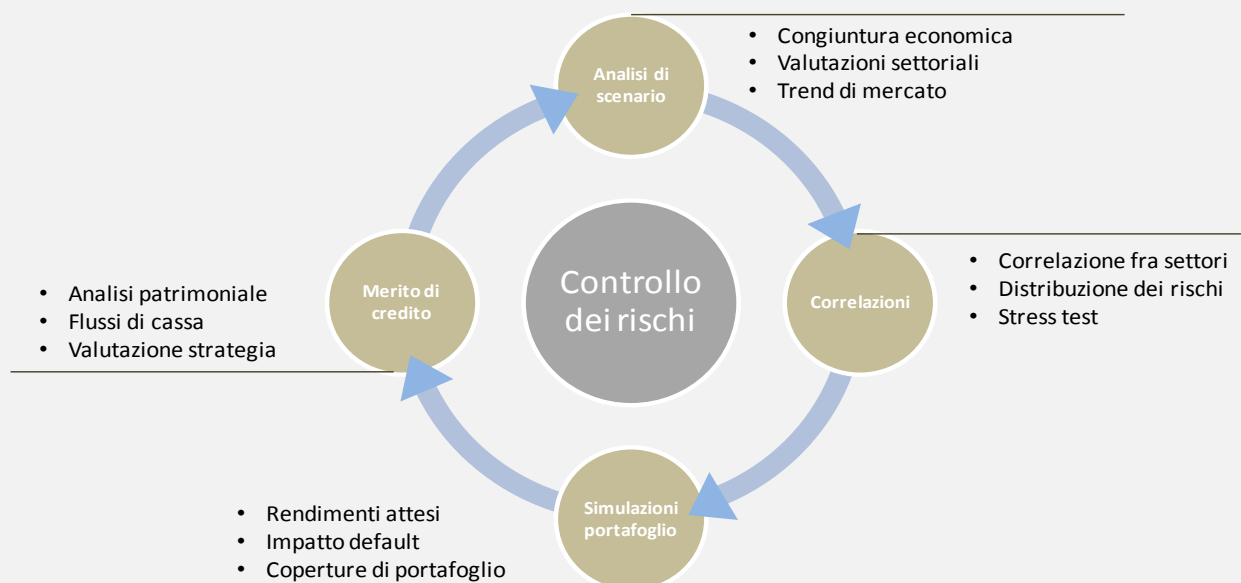 Analisi di
scenario
• Congiuntura economica
• Valutazioni settoriali
• Trend di mercato
Correlazioni
• Correlazione fra settori
• Distribuzione dei rischi
• Stress test
Controllo
dei rischi
Merito di
credito
• Analisi patrimoniale
• Flussi di cassa
• Valutazione strategia
Simulazioni
portafoglio
• Rendimenti attesi
• Impatto default
• Coperture di portafoglio